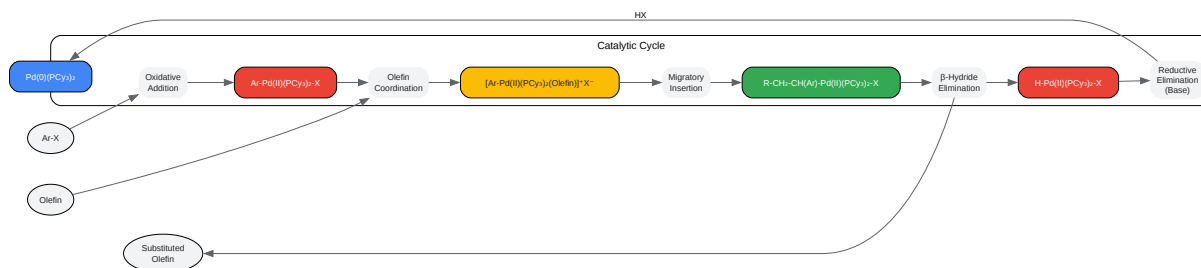 HX
Catalytic Cycle
Pd(0)(PCy₃)₂
Oxidative
Addition
Ar-Pd(II)(PCy₃)₂-X
Olefin
Coordination
[Ar-Pd(II)(PCy₃)₂(Olefin)]⁺X⁻
Migratory
Insertion
R-CH₂-CH(Ar)-Pd(II)(PCy₃)₂-X
β-Hydride
Elimination
H-Pd(II)(PCy₃)₂-X
Reductive
Elimination
(Base)
Ar-X
Olefin
Substituted
Olefin